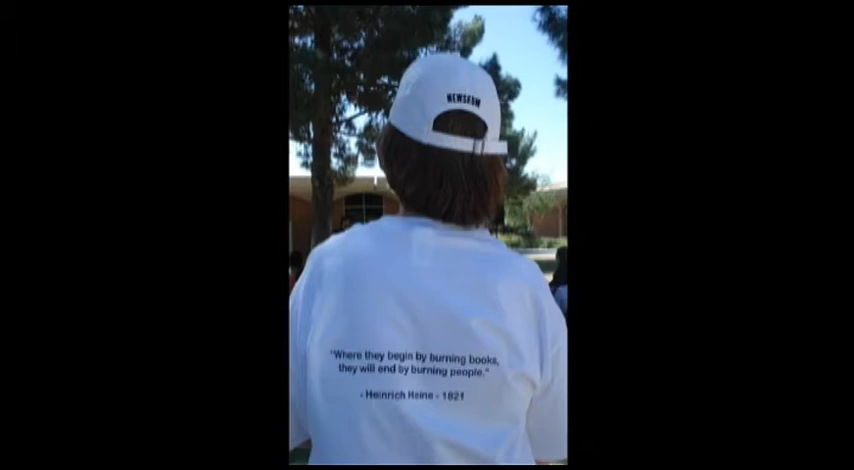 NEWSEUM
"Where they begin by burning books,
they will end by burning people."
- Heinrich Heine - 1821